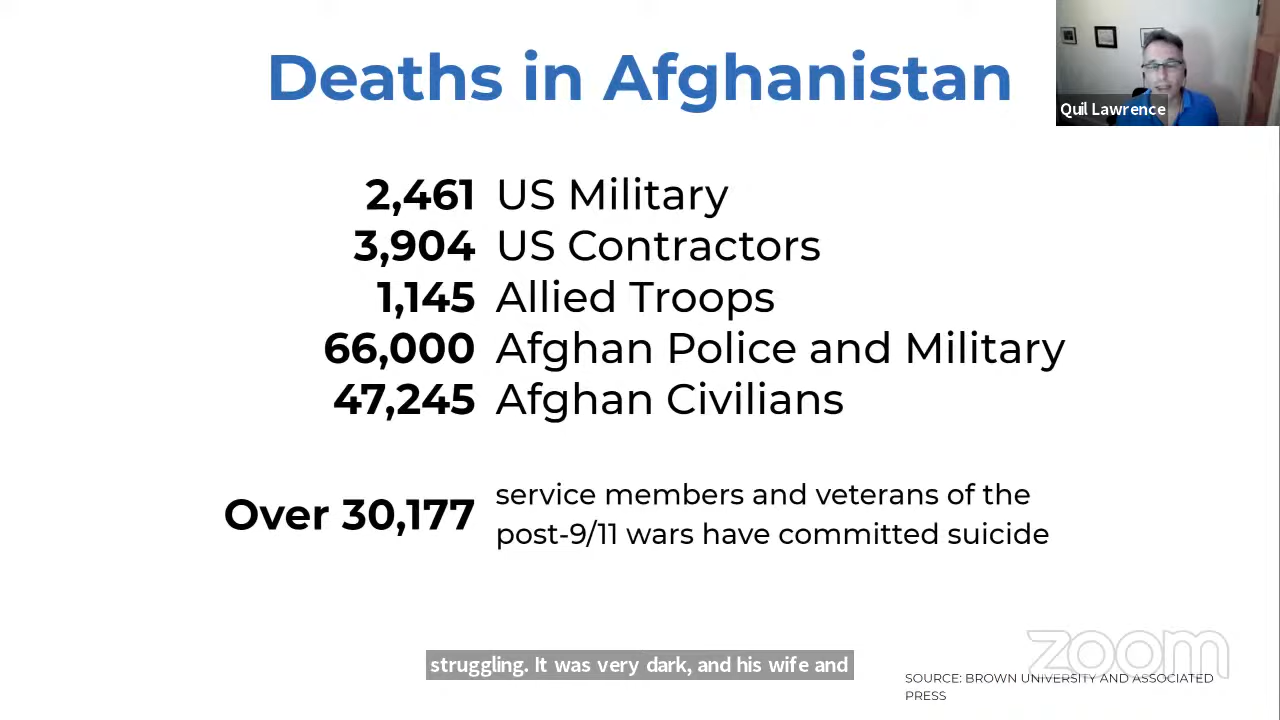 Deaths in Afghanistan
Quil Lawrence
2,461 US Military
3,904 US Contractors
1,145 Allied Troops
66,000 Afghan Police and Military
47,245 Afghan Civilians
Over 30,177 service members and veterans of the
post-9/11 wars have committed suicide
struggling. It was very dark, and his wife and
zoom
SOURCE: BROWN UNIVERSITY AND ASSOCIATED
PRESS